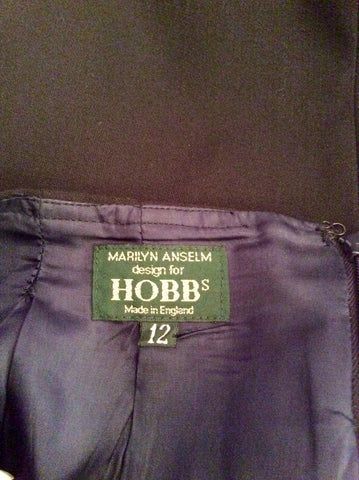 MARILYN ANSELM
design for
HOBBS
Made in England
12